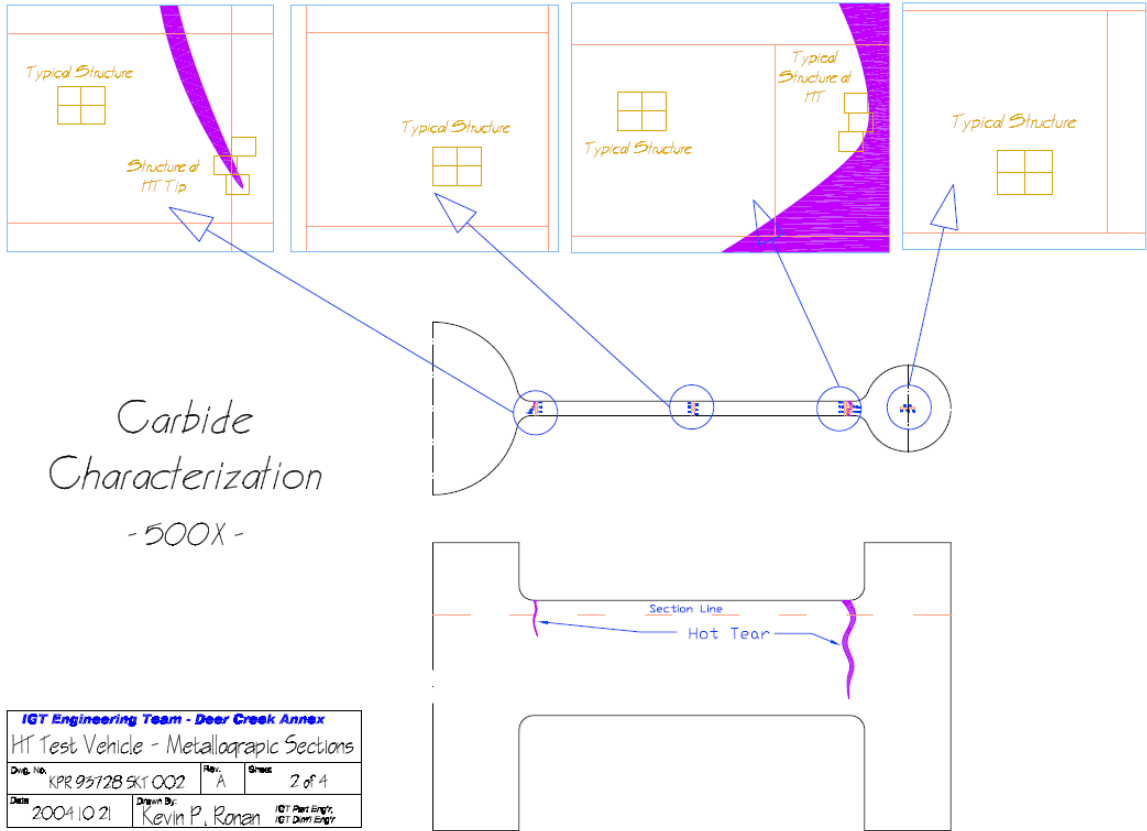 Typical Structure
Structure at
HT Tip
Typical Structure
Typical Structure
Typical
Structure at
HT
Typical Structure
Carbide
Characterization
-500X-
Section Line
Hot Tear
IGT Engineering Team - Deer Creek Annex
HT Test Vehicle - Metallograpic Sections
Dwg. No. KPR 93728 SKT 002
Rev. A
Sheet 2 of 4
Date 2004 10 21
Drawn By: Kevin P. Ronan
IGT Part Eng'r,
IGT Dim'l Eng'r